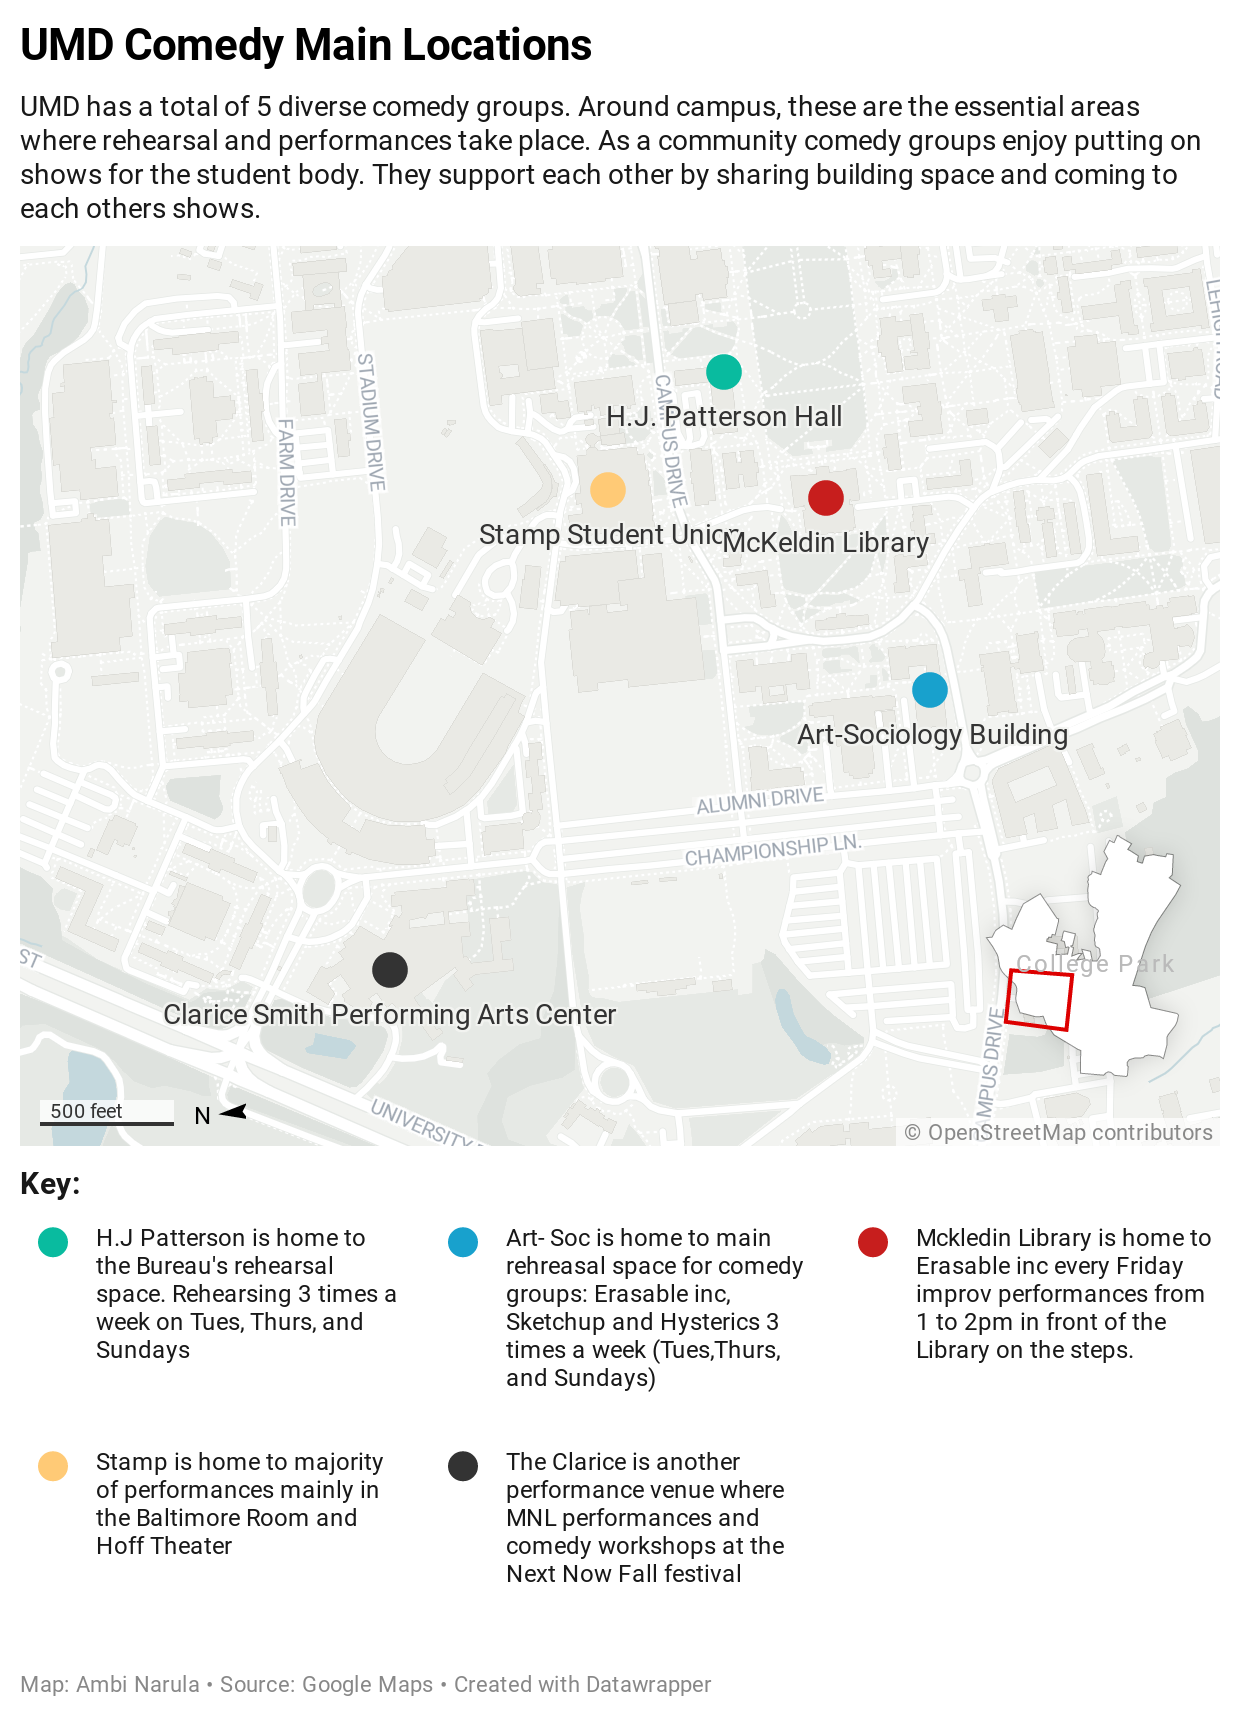 UMD Comedy Main Locations
UMD has a total of 5 diverse comedy groups. Around campus, these are the essential areas
where rehearsal and performances take place. As a community comedy groups enjoy putting on
shows for the student body. They support each other by sharing building space and coming to
each others shows.
LEHIGH ROAD
STADIUM DRIVE
FARM DRIVE
CAMPUS DRIVE
H.J. Patterson Hall
Stamp Student Union
McKeldin Library
Art-Sociology Building
ALUMNI DRIVE
CHAMPIONSHIP LN.
College Park
ST
Clarice Smith Performing Arts Center
MPUS DRIVE
UNIVERSITY
500 feet
N
© OpenStreetMap contributors
Key:
H.J Patterson is home to
the Bureau's rehearsal
space. Rehearsing 3 times a
week on Tues, Thurs, and
Sundays
Art- Soc is home to main
rehreasal space for comedy
groups: Erasable inc,
Sketchup and Hysterics 3
times a week (Tues,Thurs,
and Sundays)
Mckledin Library is home to
Erasable inc every Friday
improv performances from
1 to 2pm in front of the
Library on the steps.
Stamp is home to majority
of performances mainly in
the Baltimore Room and
Hoff Theater
The Clarice is another
performance venue where
MNL performances and
comedy workshops at the
Next Now Fall festival
Map: Ambi Narula • Source: Google Maps • Created with Datawrapper